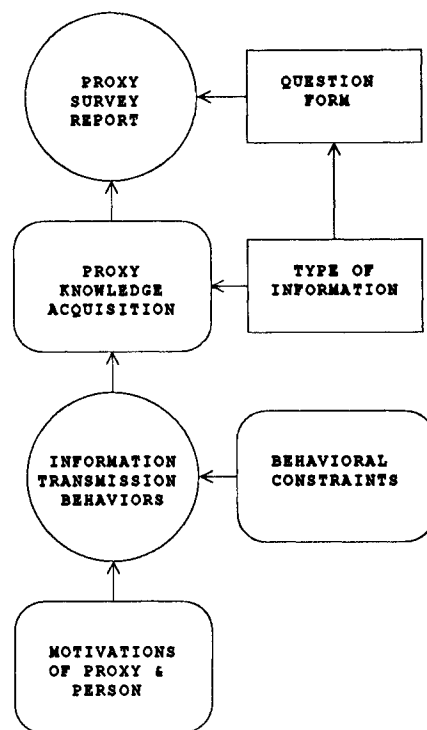 PROXY
SURVEY
REPORT
QUESTION
FORM
PROXY
KNOWLEDGE
ACQUISITION
TYPE OF
INFORMATION
INFORMATION
TRANSMISSION
BEHAVIORS
BEHAVIORAL
CONSTRAINTS
MOTIVATIONS
OF PROXY &
PERSON